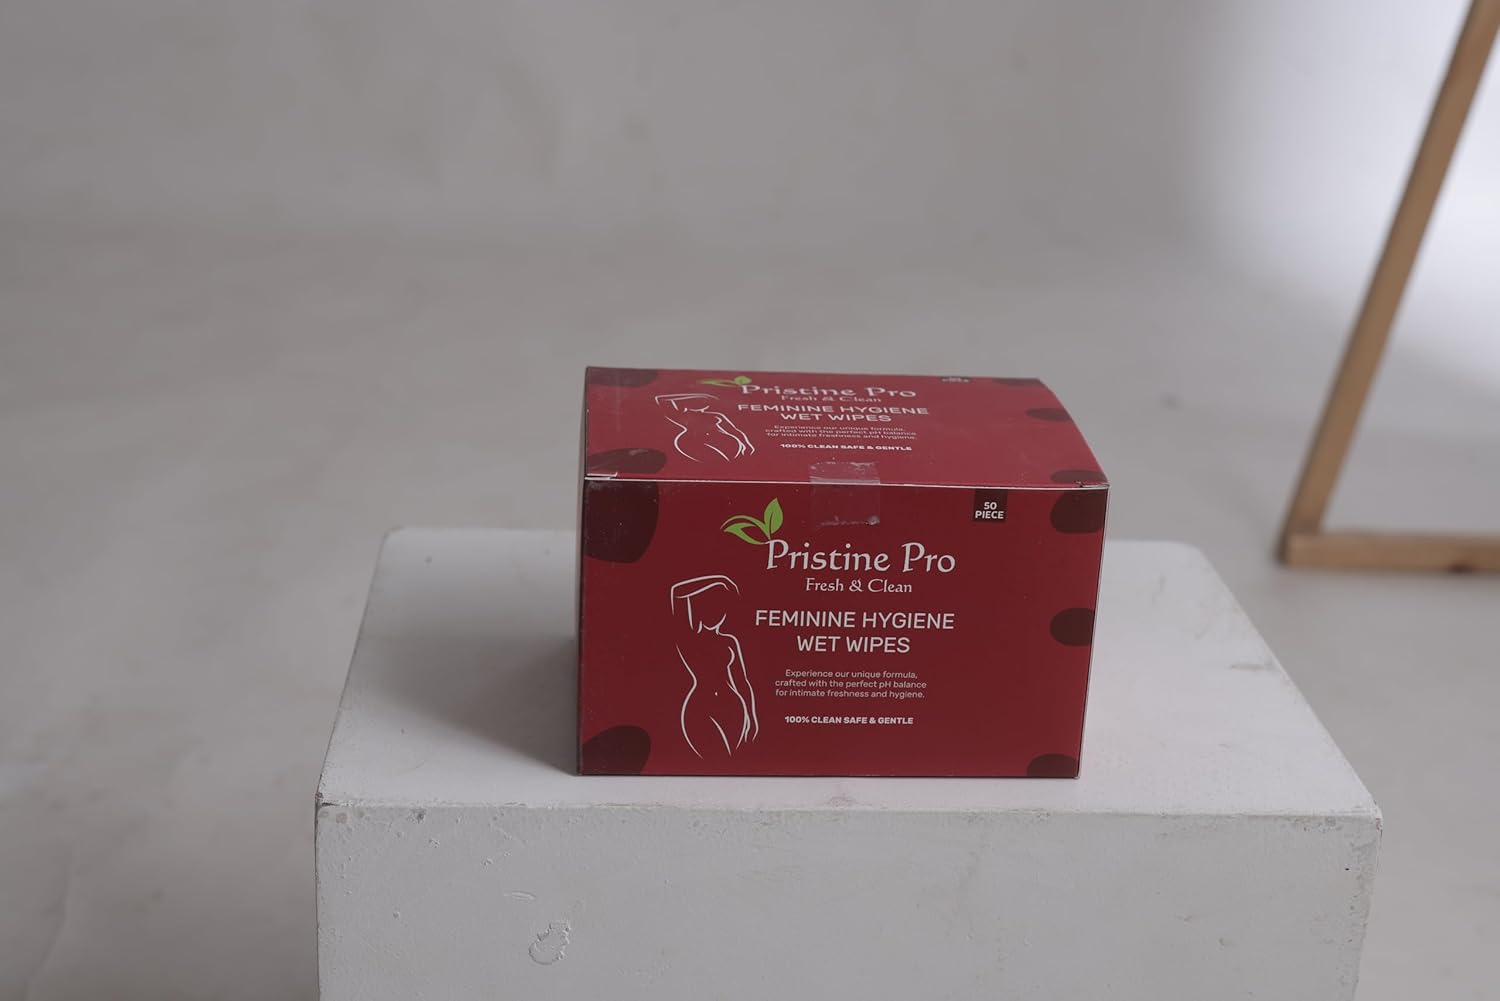 Pristine Pro
Fresh & Clean
FEMININE HYGIENE
WET WIPES
Experience our unique formula,
crafted with the perfect pH balance
for intimate freshness and hygiene.
100% CLEAN SAFE & GENTLE
50
PIECE
Pristine Pro
Fresh & Clean
FEMININE HYGIENE
WET WIPES
Experience our unique formula,
crafted with the perfect pH balance
for intimate freshness and hygiene.
100% CLEAN SAFE & GENTLE